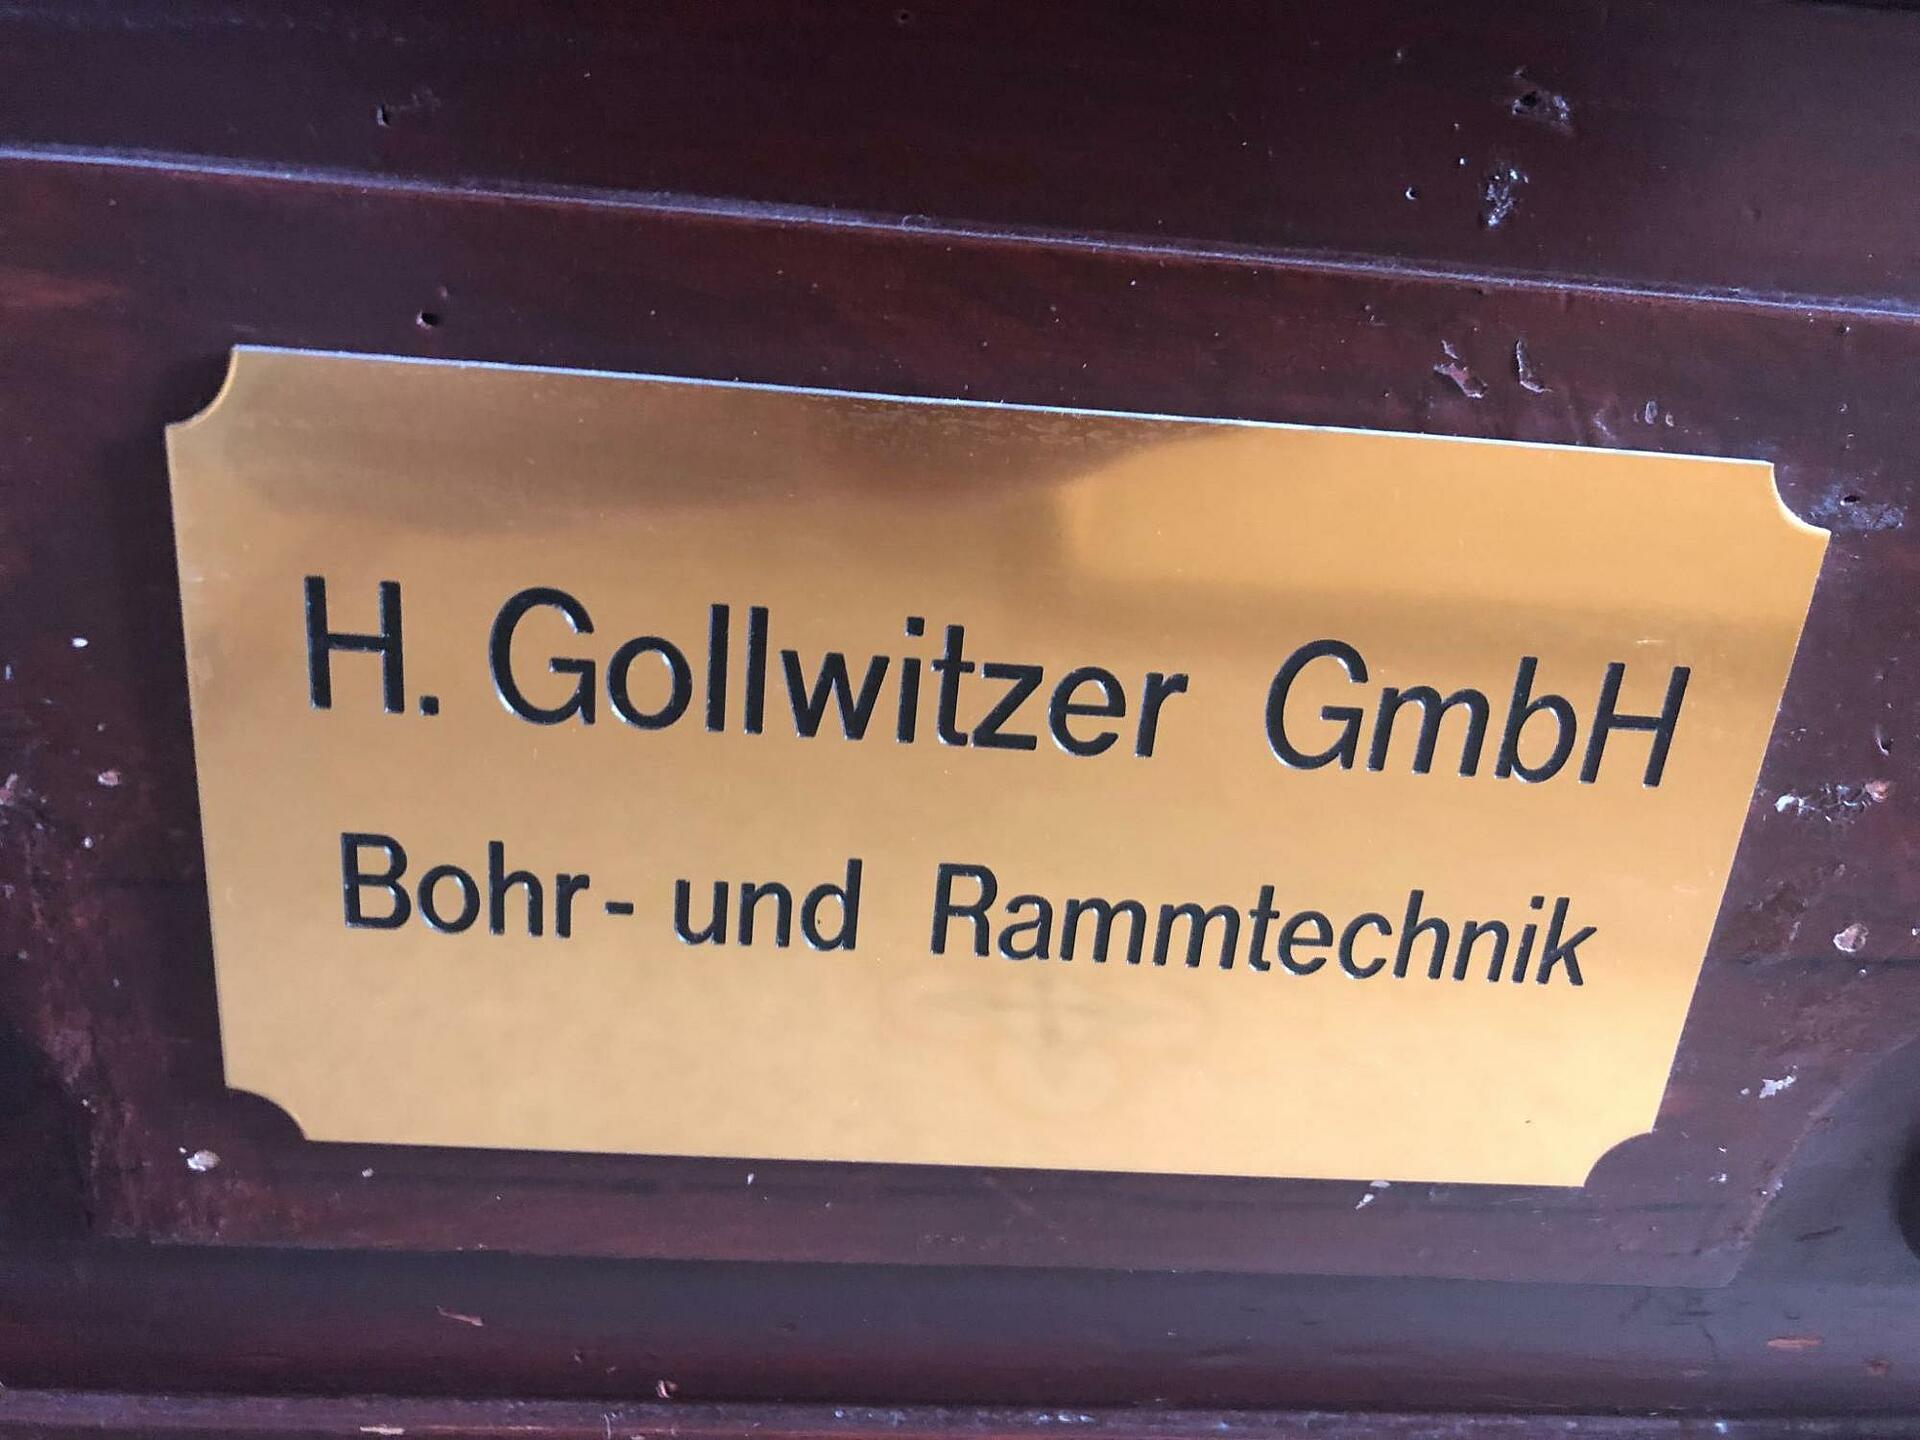 H. Gollwitzer GmbH
Bohr- und Rammtechnik